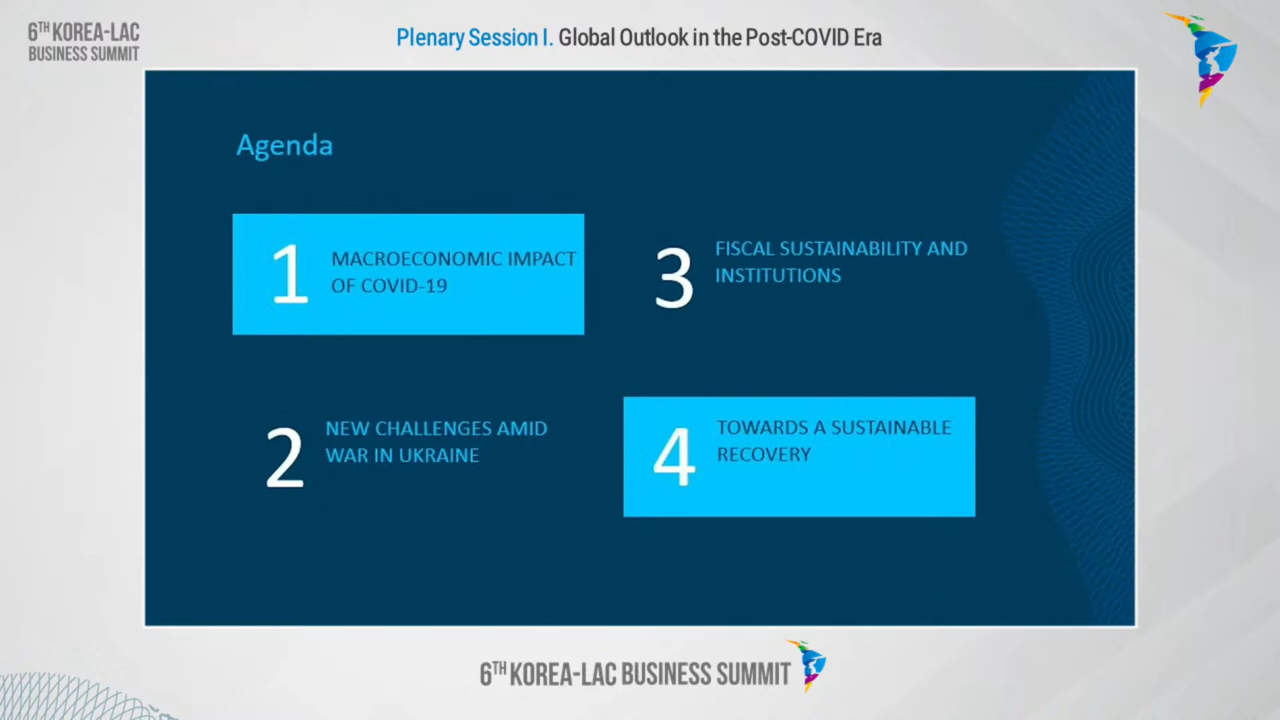 6TH KOREA-LAC
BUSINESS SUMMIT
Plenary Session I. Global Outlook in the Post-COVID Era
Agenda
1
MACROECONOMIC IMPACT
OF COVID-19
2
NEW CHALLENGES AMID
WAR IN UKRAINE
3
FISCAL SUSTAINABILITY AND
INSTITUTIONS
4
TOWARDS A SUSTAINABLE
RECOVERY
6TH KOREA-LAC BUSINESS SUMMIT